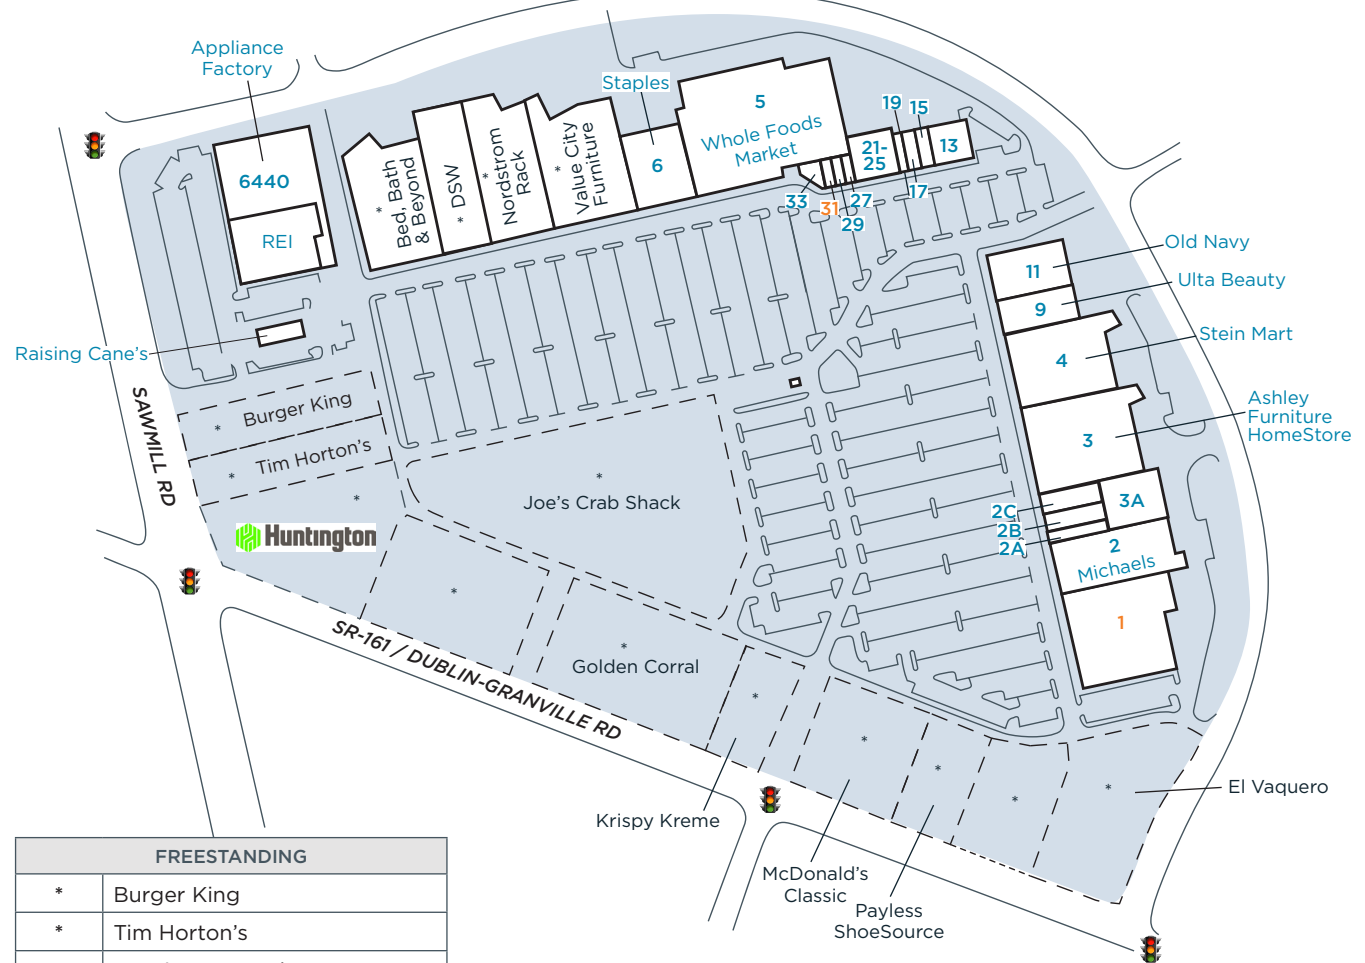 Appliance
Factory
6440
REI
Raising Cane's
SAWMILL RD
*
Bed, Bath
& Beyond
* DSW
*
Nordstrom
Rack
*
Value City
Furniture
Staples
6
5
Whole Foods
Market
33
31
29
27
21-
25
19
17
15
13
11
Old Navy
9
Ulta Beauty
4
Stein Mart
3
Ashley
Furniture
HomeStore
3A
2C
2B
2A
2
Michaels
1
* Burger King
* Tim Horton's
*
Huntington
*
Joe's Crab Shack
*
*
Golden Corral
SR-161 / DUBLIN-GRANVILLE RD
*
Krispy Kreme
*
McDonald's
Classic
*
Payless
ShoeSource
*
*
El Vaquero
FREESTANDING
* Burger King
* Tim Horton's